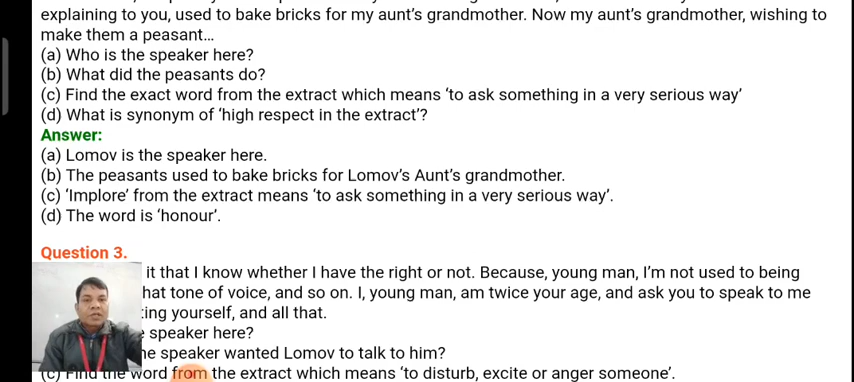 explaining to you, used to bake bricks for my aunt's grandmother. Now my aunt's grandmother, wishing to
make them a peasant...
(a) Who is the speaker here?
(b) What did the peasants do?
(c) Find the exact word from the extract which means ‘to ask something in a very serious way’
(d) What is synonym of ‘high respect in the extract’?
Answer:
(a) Lomov is the speaker here.
(b) The peasants used to bake bricks for Lomov's Aunt's grandmother.
(c) ‘Implore’ from the extract means ‘to ask something in a very serious way’.
(d) The word is ‘honour’.
Question 3.
it that I know whether I have the right or not. Because, young man, I'm not used to being
hat tone of voice, and so on. I, young man, am twice your age, and ask you to speak to me
ting yourself, and all that.
speaker here?
he speaker wanted Lomov to talk to him?
(c) Find the word from the extract which means ‘to disturb, excite or anger someone’.